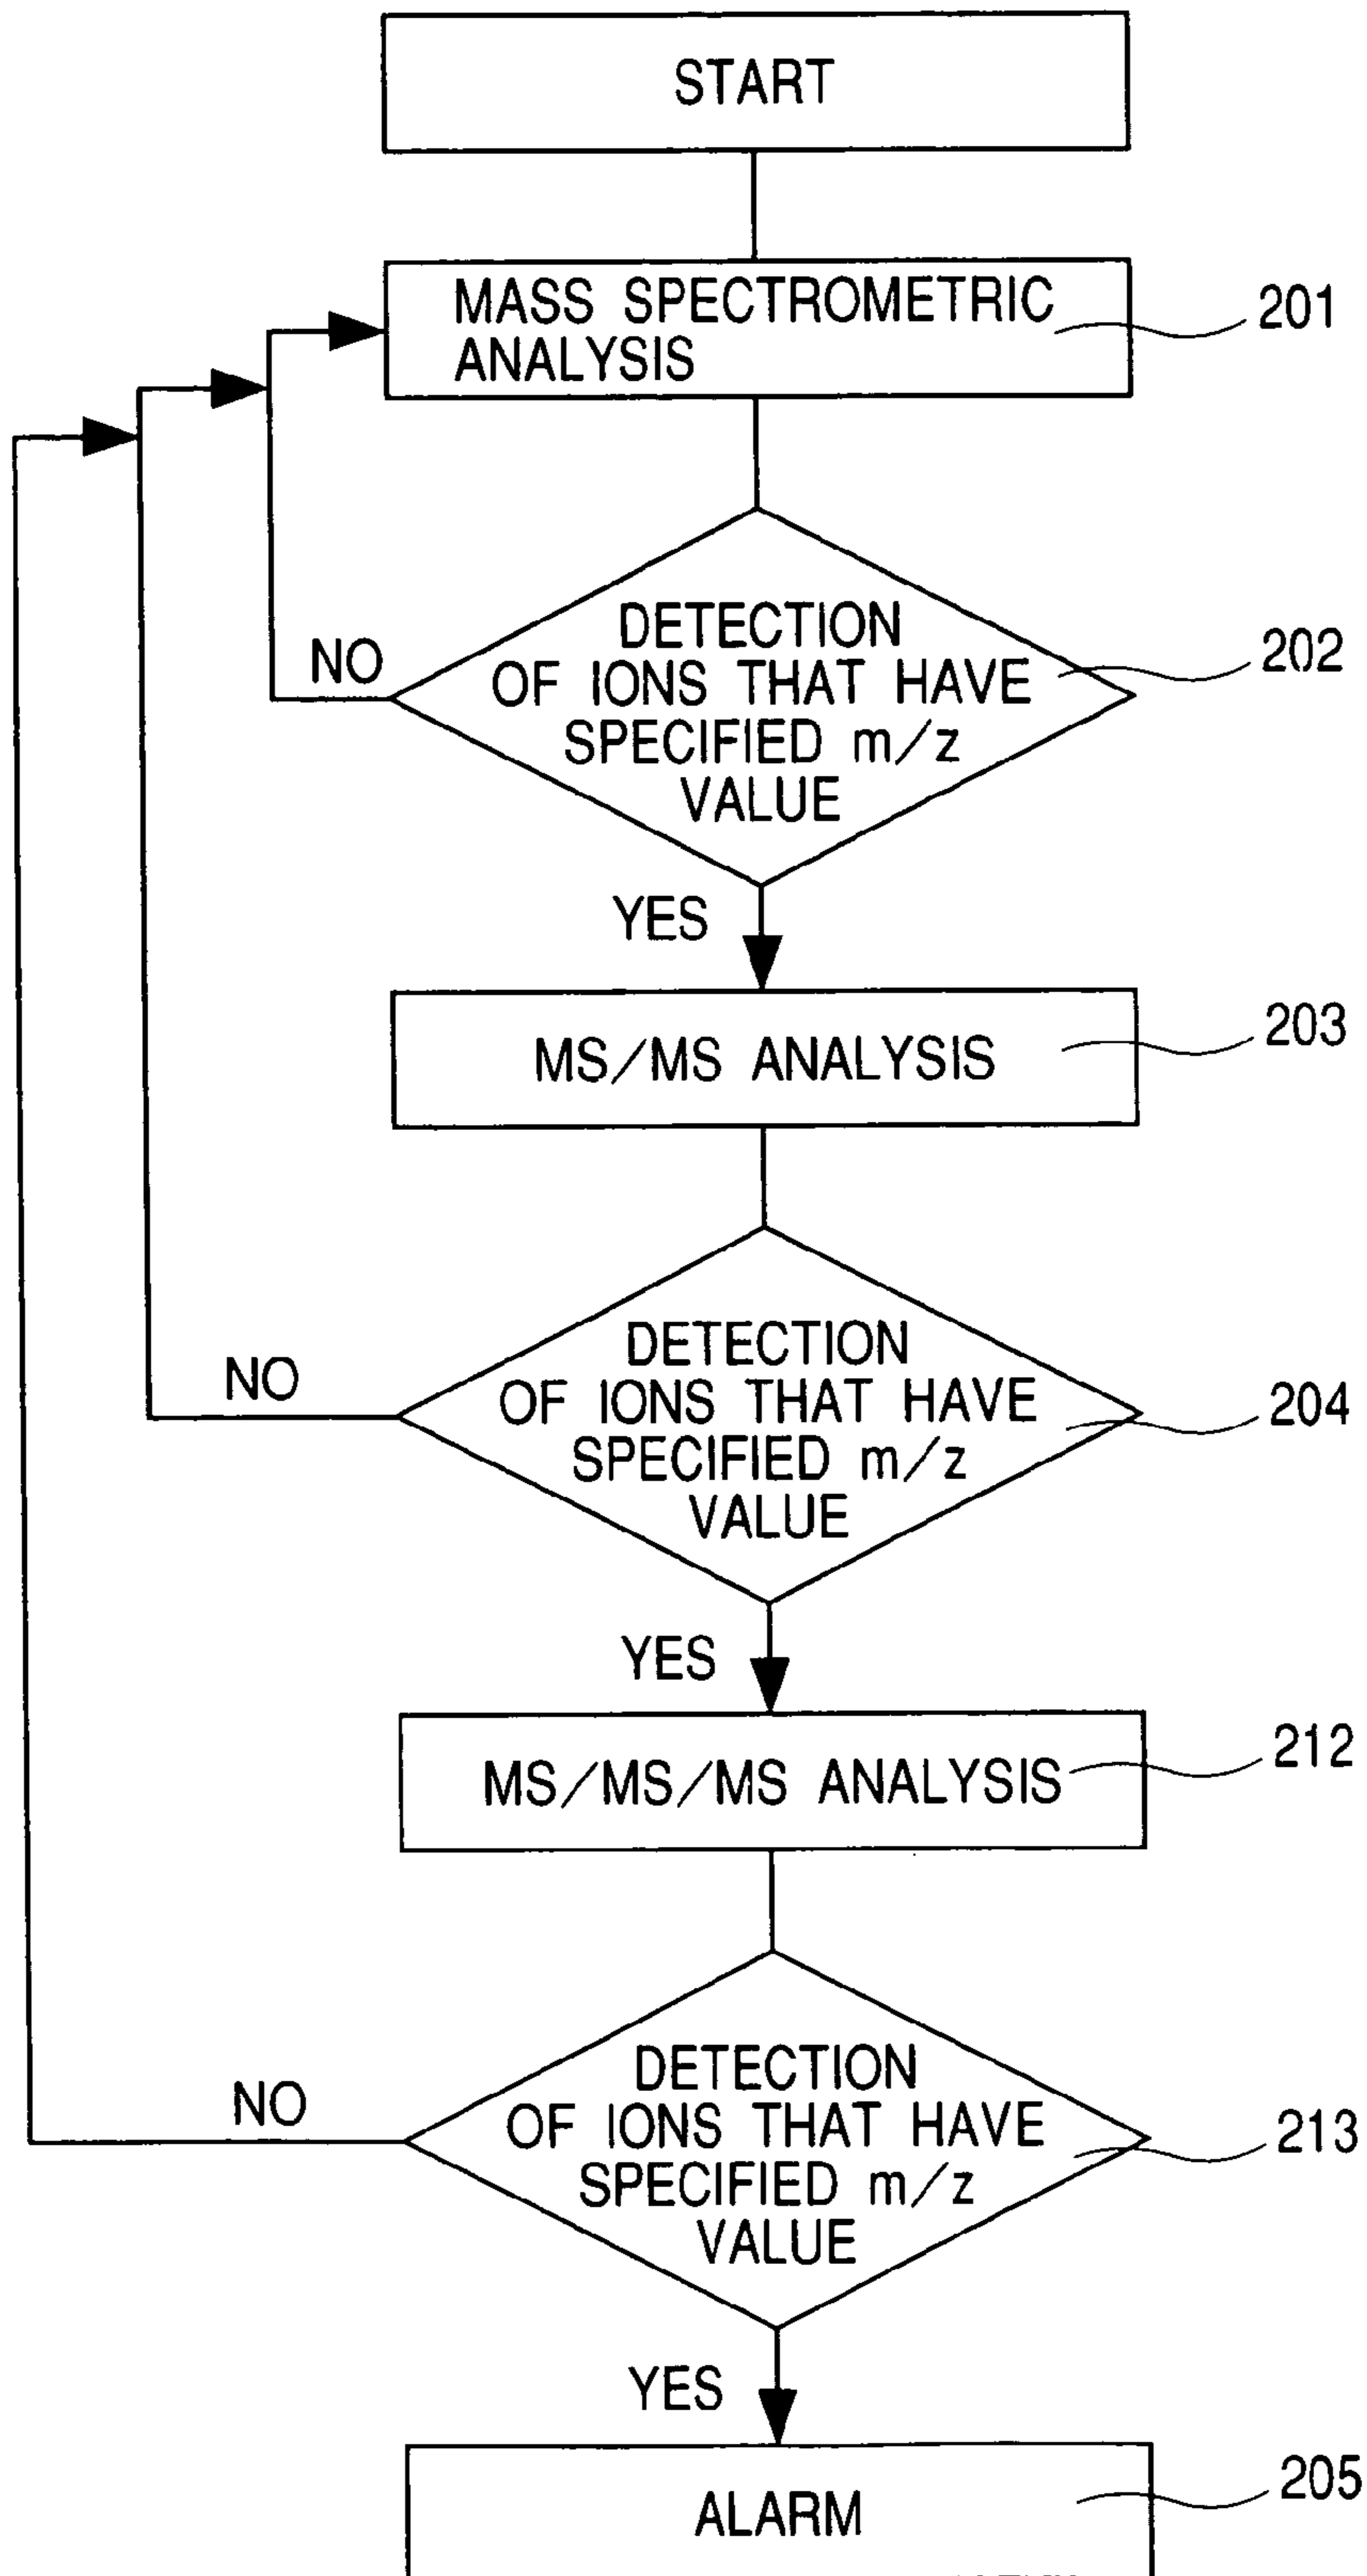 START
MASS SPECTROMETRIC
ANALYSIS
201
DETECTION
OF IONS THAT HAVE
SPECIFIED m/z
VALUE
202
NO
YES
MS/MS ANALYSIS
203
DETECTION
OF IONS THAT HAVE
SPECIFIED m/z
VALUE
204
NO
YES
MS/MS/MS ANALYSIS
212
DETECTION
OF IONS THAT HAVE
SPECIFIED m/z
VALUE
213
NO
YES
ALARM
205